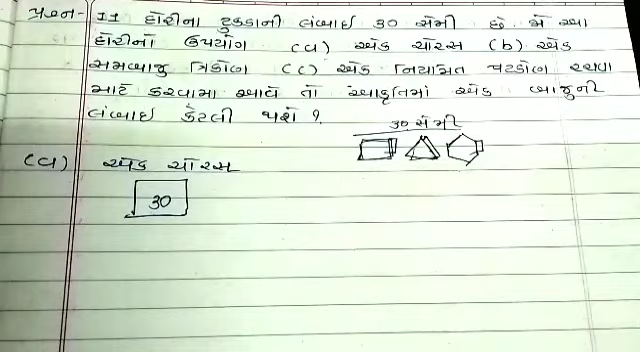 પ્રશ્ન- 11 દોરીના ટુકડાની લંબાઈ 30 સેમી છે જો આ
દોરીનો ઉપયોગ (a) એક ચોરસ (b) એક
સમબાજુ ત્રિકોણ (c) એક નિયમિત ષટકોણ રચવા
માટે કરવામા આવે તો આકૃતિમાં એક બાજુની
લંબાઈ કેટલી થશે ?
30 સેમી
(a) એક ચોરસ
30